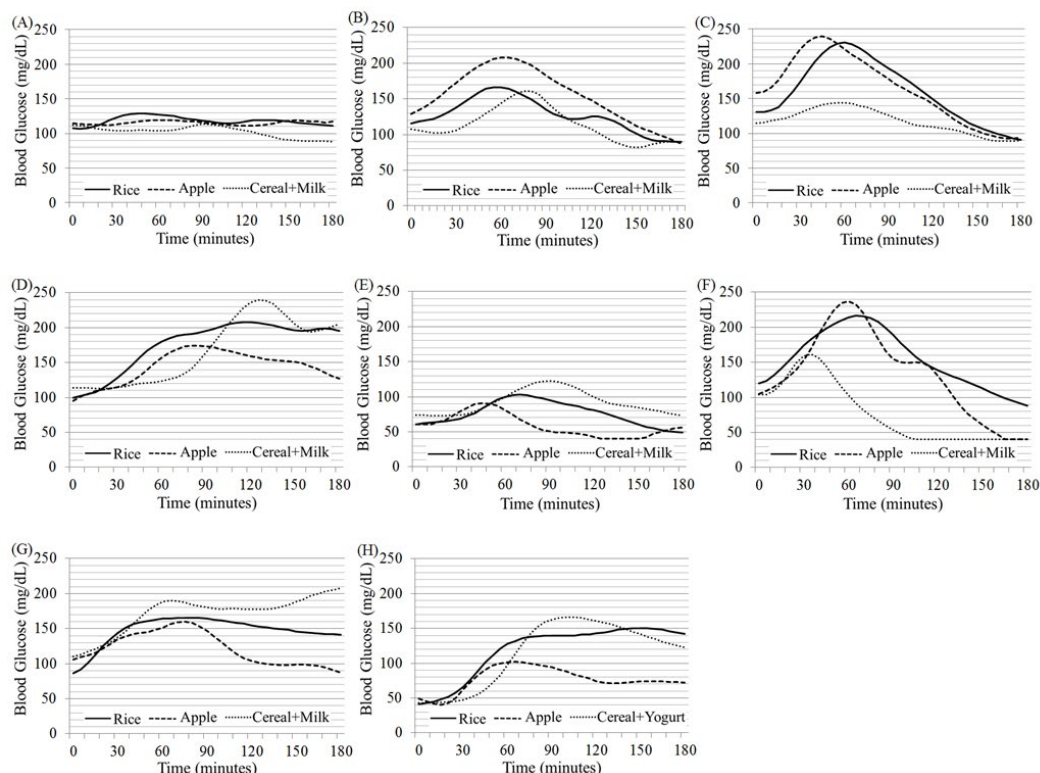 (A)
250
200
150
100
50
0
Blood Glucose (mg/dL)
Rice Apple Cereal+Milk
0 30 60 90 120 150 180
Time (minutes)
(B)
250
200
150
100
50
0
Blood Glucose (mg/dL)
Rice Apple Cereal+Milk
0 30 60 90 120 150 180
Time (minutes)
(C)
250
200
150
100
50
0
Blood Glucose (mg/dL)
Rice Apple Cereal+Milk
0 30 60 90 120 150 180
Time (minutes)
(D)
250
200
150
100
50
0
Blood Glucose (mg/dL)
Rice Apple Cereal+Milk
0 30 60 90 120 150 180
Time (minutes)
(E)
250
200
150
100
50
0
Blood Glucose (mg/dL)
Rice Apple Cereal+Milk
0 30 60 90 120 150 180
Time (minutes)
(F)
250
200
150
100
50
0
Blood Glucose (mg/dL)
Rice Apple Cereal+Milk
0 30 60 90 120 150 180
Time (minutes)
(G)
250
200
150
100
50
0
Blood Glucose (mg/dL)
Rice Apple Cereal+Milk
0 30 60 90 120 150 180
Time (minutes)
(H)
250
200
150
100
50
0
Blood Glucose (mg/dL)
Rice Apple Cereal+Yogurt
0 30 60 90 120 150 180
Time (minutes)